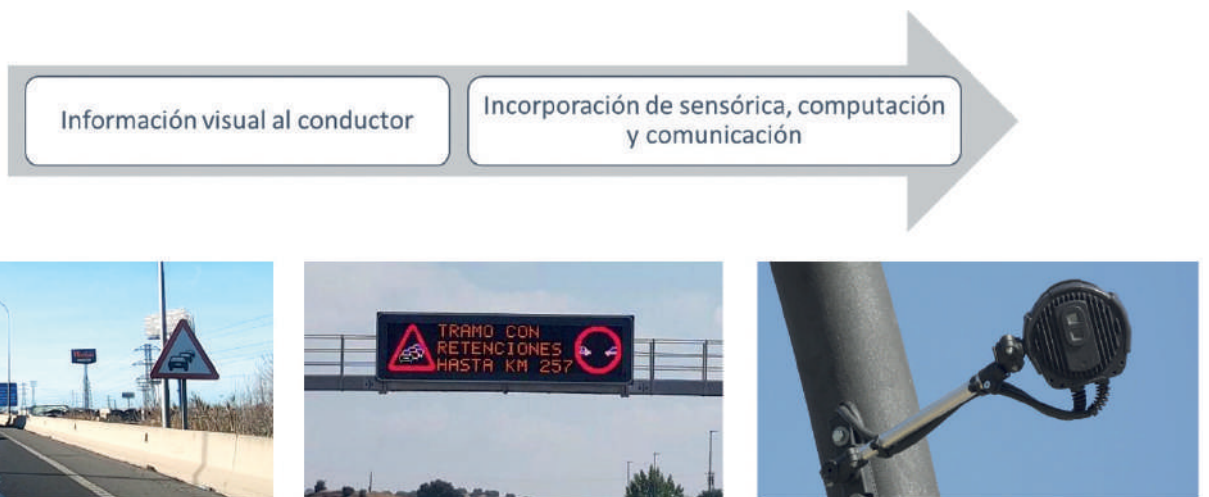 Información visual al conductor
Incorporación de sensórica, computación
y comunicación
TRAMO CON
RETENCIONES
HASTA KM 257